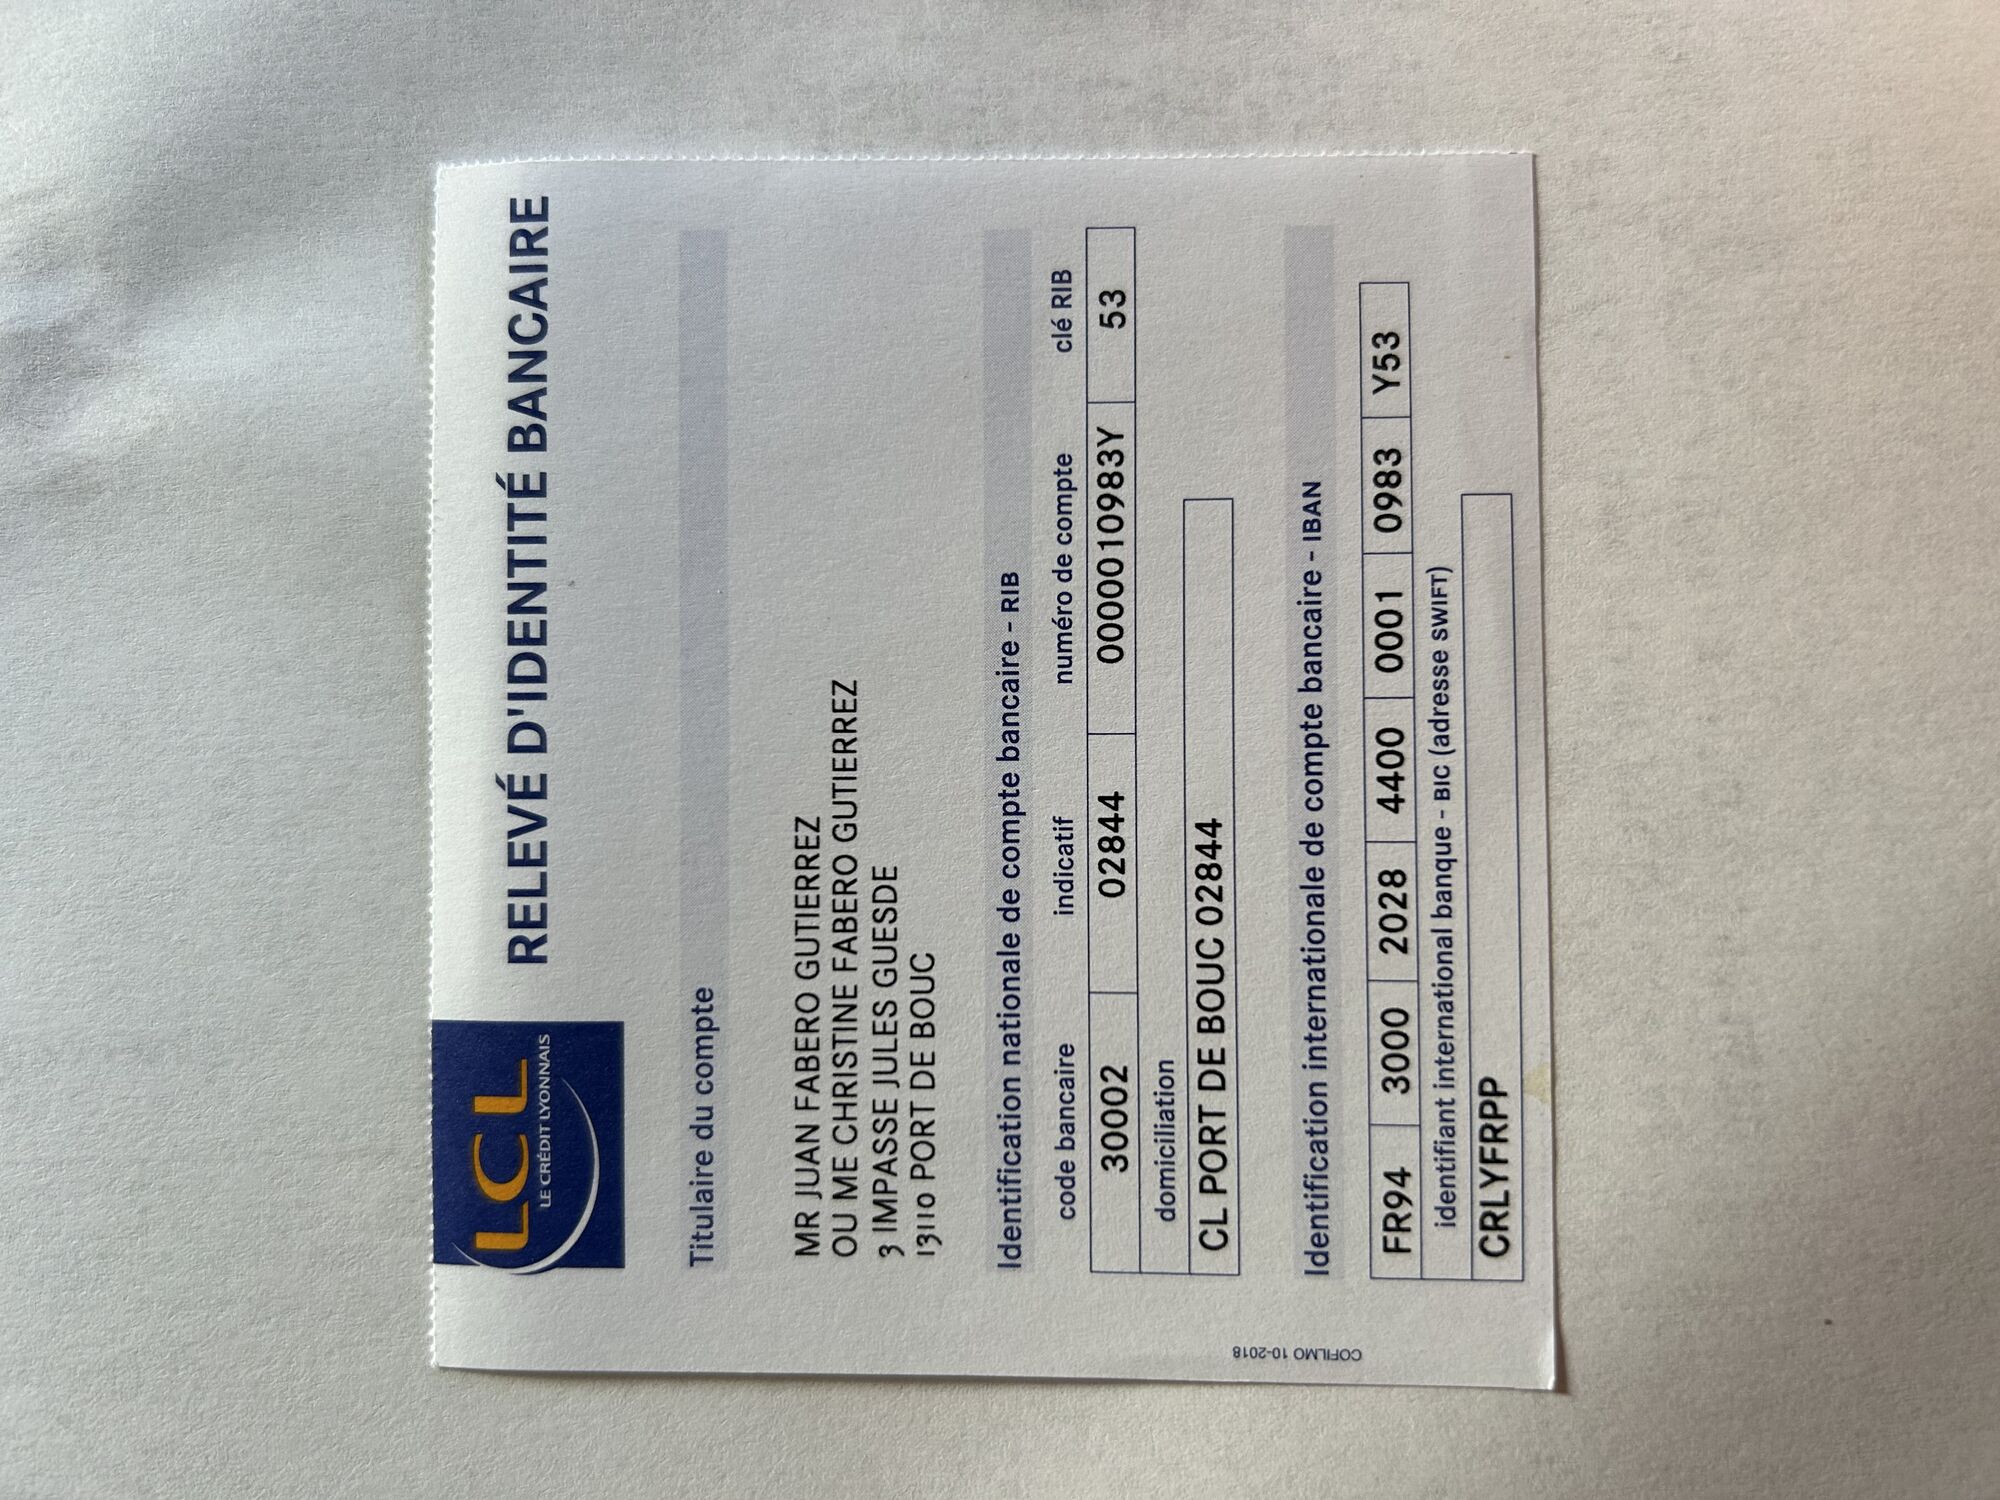 LCL
LE CRÉDIT LYONNAIS
RELEVÉ D'IDENTITÉ BANCAIRE
Titulaire du compte
MR JUAN FABERO GUTIERREZ
OU ME CHRISTINE FABERO GUTIERREZ
3 IMPASSE JULES GUESDE
13110 PORT DE BOUC
Identification nationale de compte bancaire - RIB
code bancaire indicatif numéro de compte clé RIB
30002 02844 0000010983Y 53
domiciliation
CL PORT DE BOUC 02844
Identification internationale de compte bancaire - IBAN
FR94 3000 2028 4400 0001 0983 Y53
identifiant international banque - BIC (adresse SWIFT)
CRLYFRPP
COFILMO 10-2018